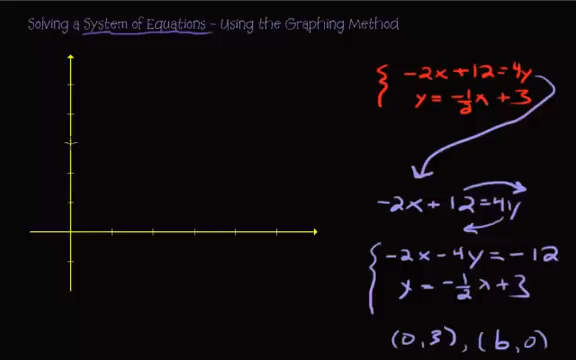 Solving a System of Equations - Using the Graphing Method
-2x + 12 = 4y
y = -1/2 x + 3
-2x + 12 = 4y
-2x - 4y = -12
y = -1/2 x + 3
(0, 3), (6, 0)